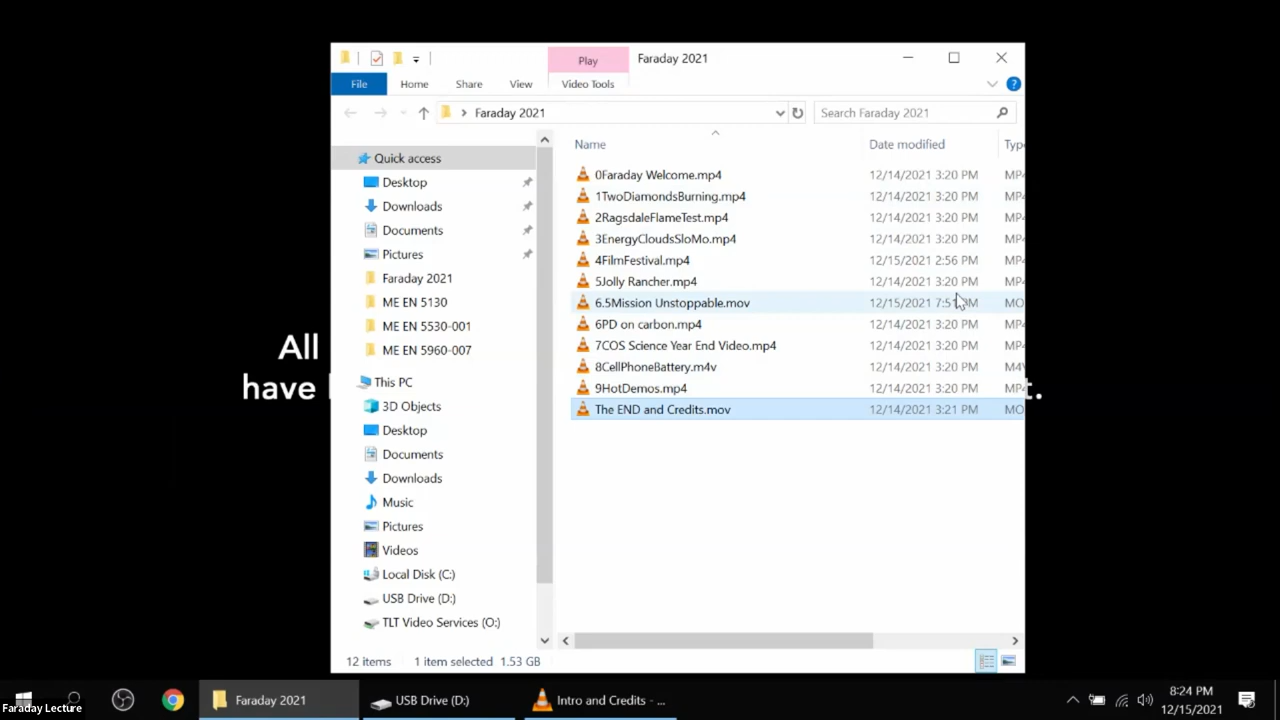 Play
Faraday 2021
File
Home
Share
View
Video Tools
Faraday 2021
Search Faraday 2021
Name
Date modified
Quick access
Desktop
Downloads
Documents
Pictures
Faraday 2021
ME EN 5130
ME EN 5530-001
ME EN 5960-007
This PC
3D Objects
Desktop
Documents
Downloads
Music
Pictures
Videos
Local Disk (C:)
USB Drive (D:)
TLT Video Services (O:)
0Faraday Welcome.mp4 12/14/2021 3:20 PM
1TwoDiamondsBurning.mp4 12/14/2021 3:20 PM
2RagsdaleFlameTest.mp4 12/14/2021 3:20 PM
3EnergyCloudsSloMo.mp4 12/14/2021 3:20 PM
4FilmFestival.mp4 12/15/2021 2:56 PM
5Jolly Rancher.mp4 12/14/2021 3:20 PM
6.5Mission Unstoppable.mov 12/15/2021
6PD on carbon.mp4 12/14/2021 3:20 PM
7COS Science Year End Video.mp4 12/14/2021 3:20 PM
8CellPhoneBattery.m4v 12/14/2021 3:20 PM
9HotDemos.mp4 12/14/2021 3:20 PM
The END and Credits.mov 12/14/2021 3:21 PM
All
have
12 items 1 item selected 1.53 GB
Faraday 2021
USB Drive (D:)
Intro and Credits - ...
8:24 PM
12/15/2021
Faraday Lecture